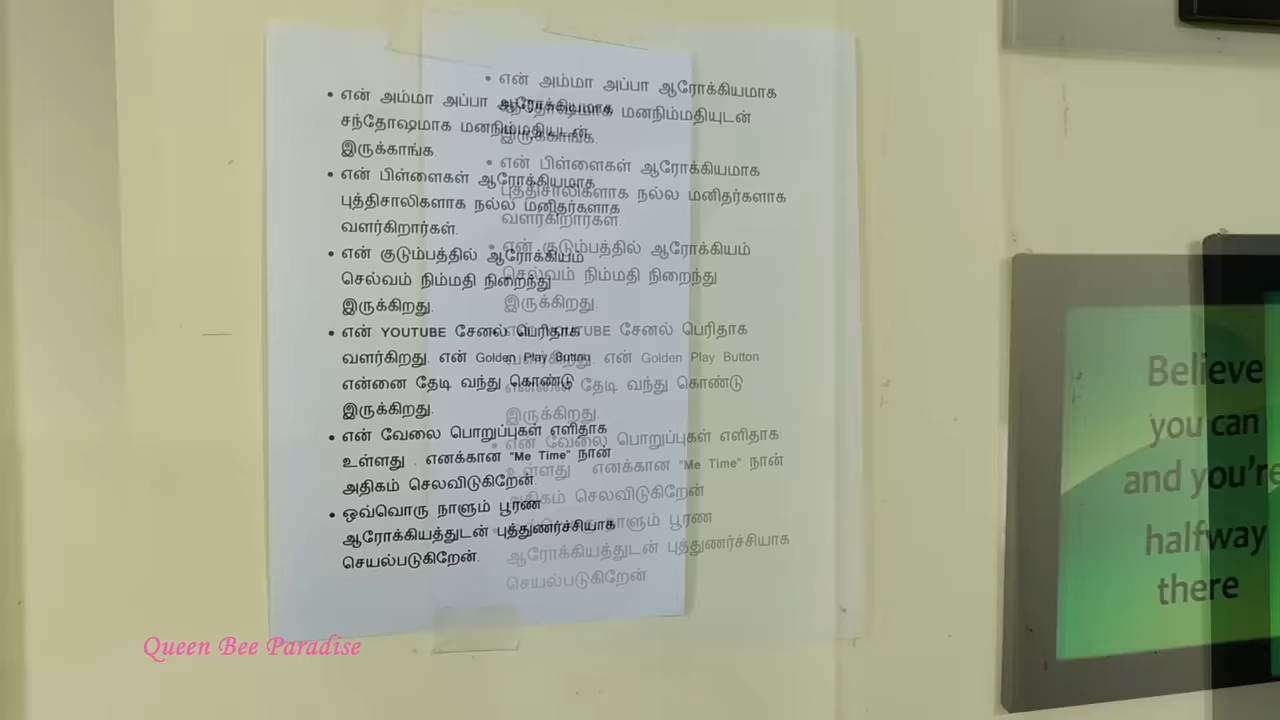 • என் அம்மா அப்பா ஆரோக்கியமாக
சந்தோஷமாக மனநிம்மதியுடன்
இருக்காங்க.
• என் பிள்ளைகள் ஆரோக்கியமாக
புத்திசாலிகளாக நல்ல மனிதர்களாக
வளர்கிறார்கள்.
• என் குடும்பத்தில் ஆரோக்கியம்
செல்வம் நிம்மதி நிறைந்து
இருக்கிறது.
• என் YOUTUBE சேனல் பெரிதாக
வளர்கிறது. என் Golden Play Button
என்னை தேடி வந்து கொண்டு
இருக்கிறது.
• என் வேலை பொறுப்புகள் எளிதாக
உள்ளது . எனக்கான "Me Time" நான்
அதிகம் செலவிடுகிறேன்.
• ஒவ்வொரு நாளும் பூரண
ஆரோக்கியத்துடன் புத்துணர்ச்சியாக
செயல்படுகிறேன்.
Believe
you can
and you're
halfway
there
Queen Bee Paradise